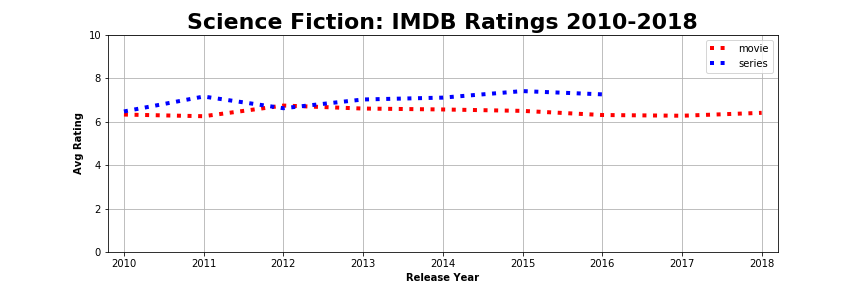 Science Fiction: IMDB Ratings 2010-2018
10
8
6
4
2
0
Avg Rating
movie
series
2010 2011 2012 2013 2014 2015 2016 2017 2018
Release Year